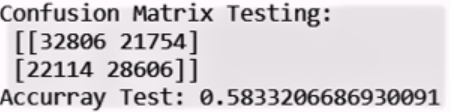 Confusion Matrix Testing:
[[32806 21754]
[22114 28606]]
Accurray Test: 0.5833206686930091